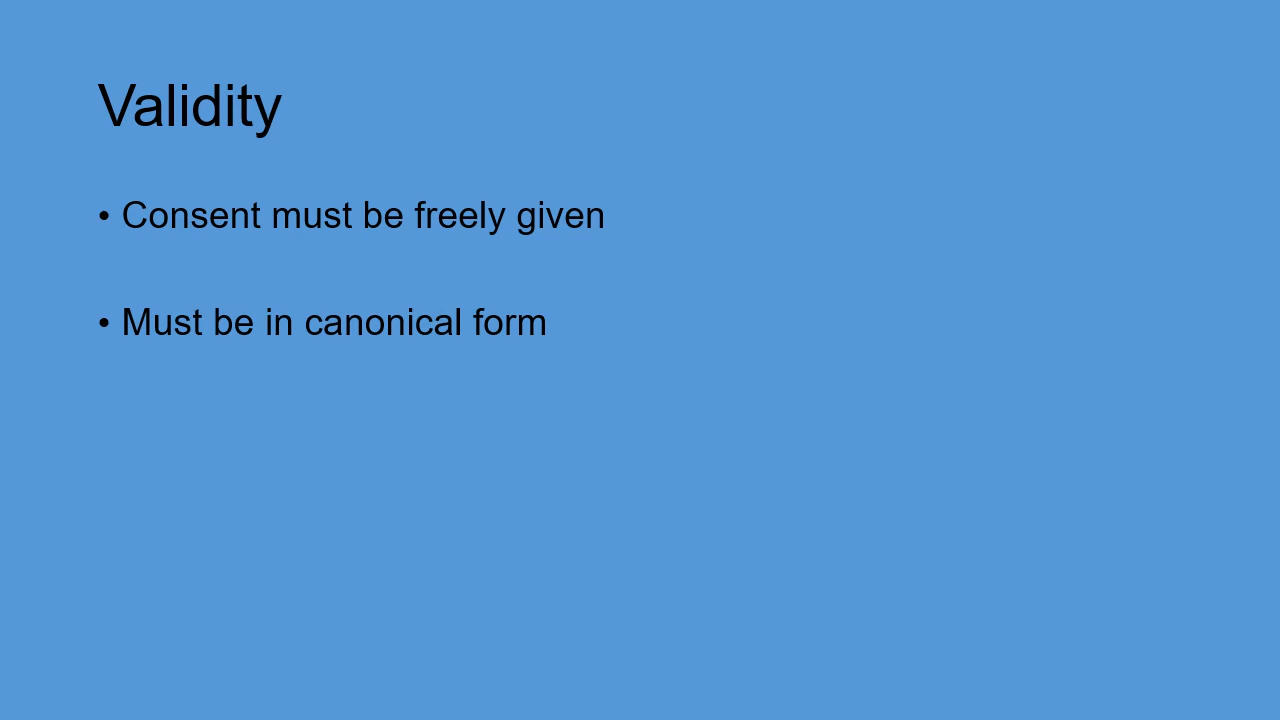 Validity
• Consent must be freely given
• Must be in canonical form